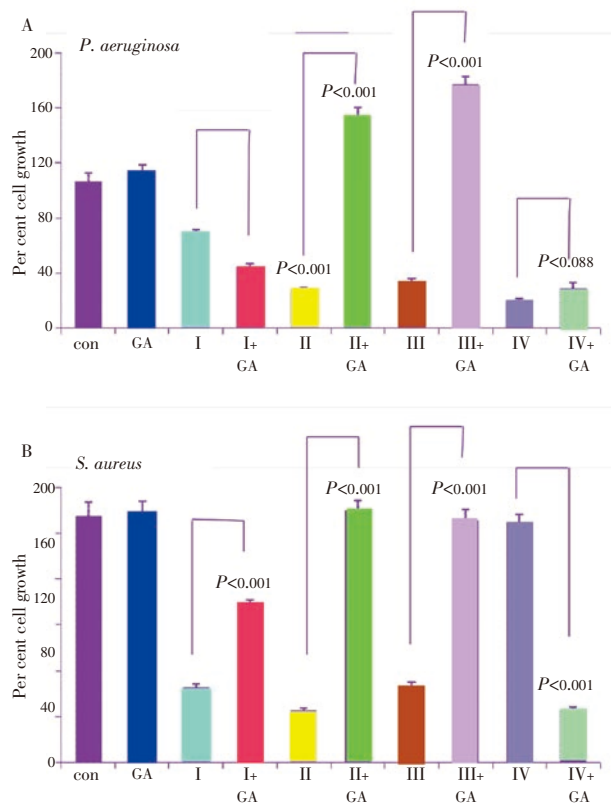 A
P. aeruginosa
200
160
120
80
40
0
Per cent cell growth
P<0.001
P<0.001
P<0.001
P<0.088
con GA I I+ II II+ III III+ IV IV+
GA GA GA GA
B
S. aureus
200
160
120
80
40
0
Per cent cell growth
P<0.001
P<0.001
P<0.001
P<0.001
con GA I I+ II II+ III III+ IV IV+
GA GA GA GA